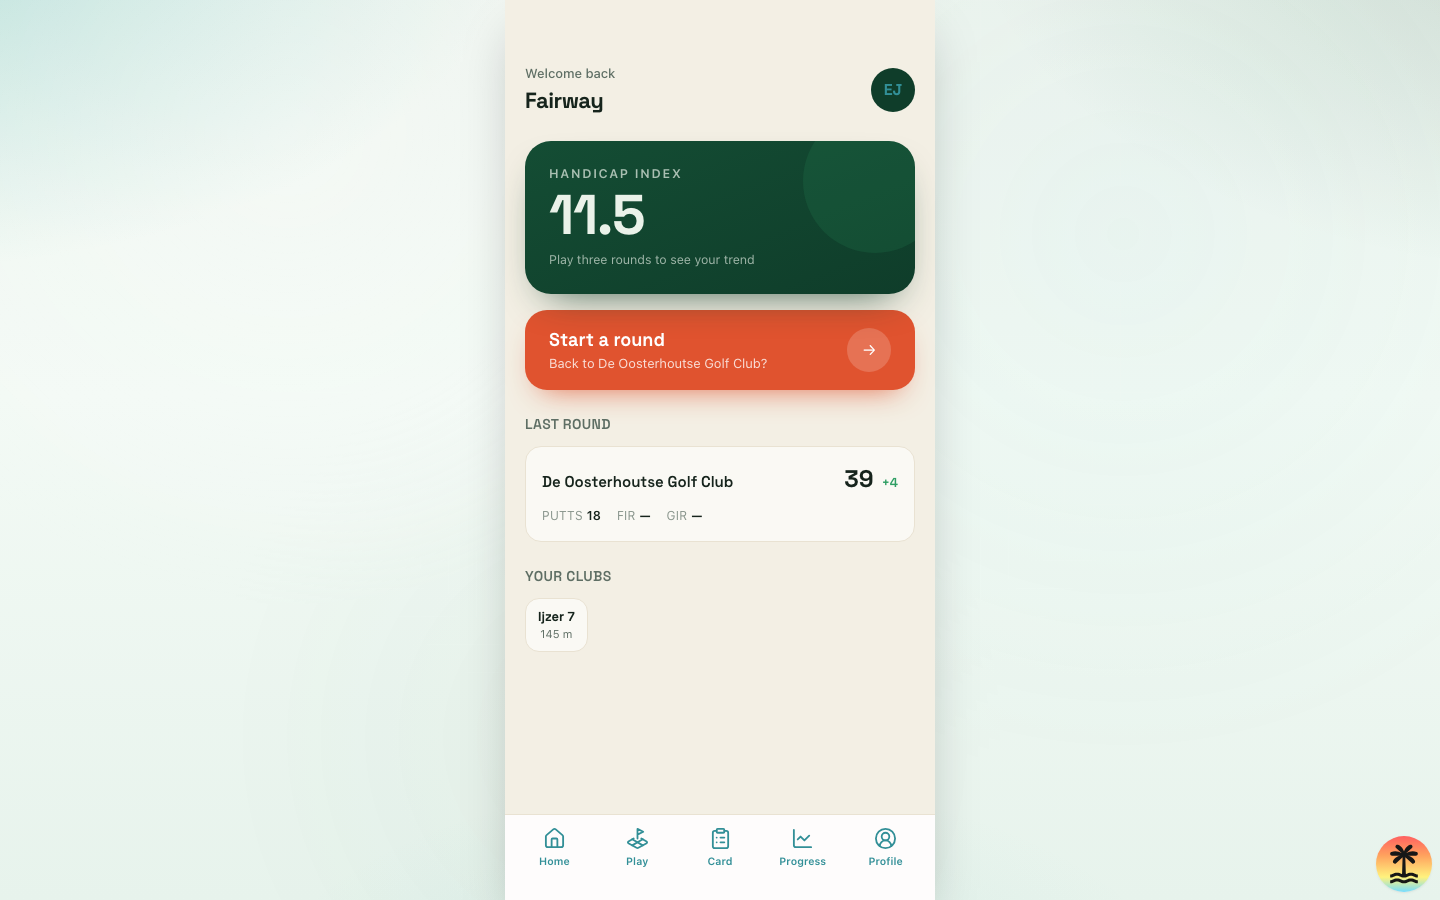 Welcome back
Fairway
EJ
HANDICAP INDEX
11.5
Play three rounds to see your trend
Start a round
Back to De Oosterhoutse Golf Club?
LAST ROUND
De Oosterhoutse Golf Club 39 +4
PUTTS 18 FIR — GIR —
YOUR CLUBS
Ijzer 7
145 m
Home Play Card Progress Profile